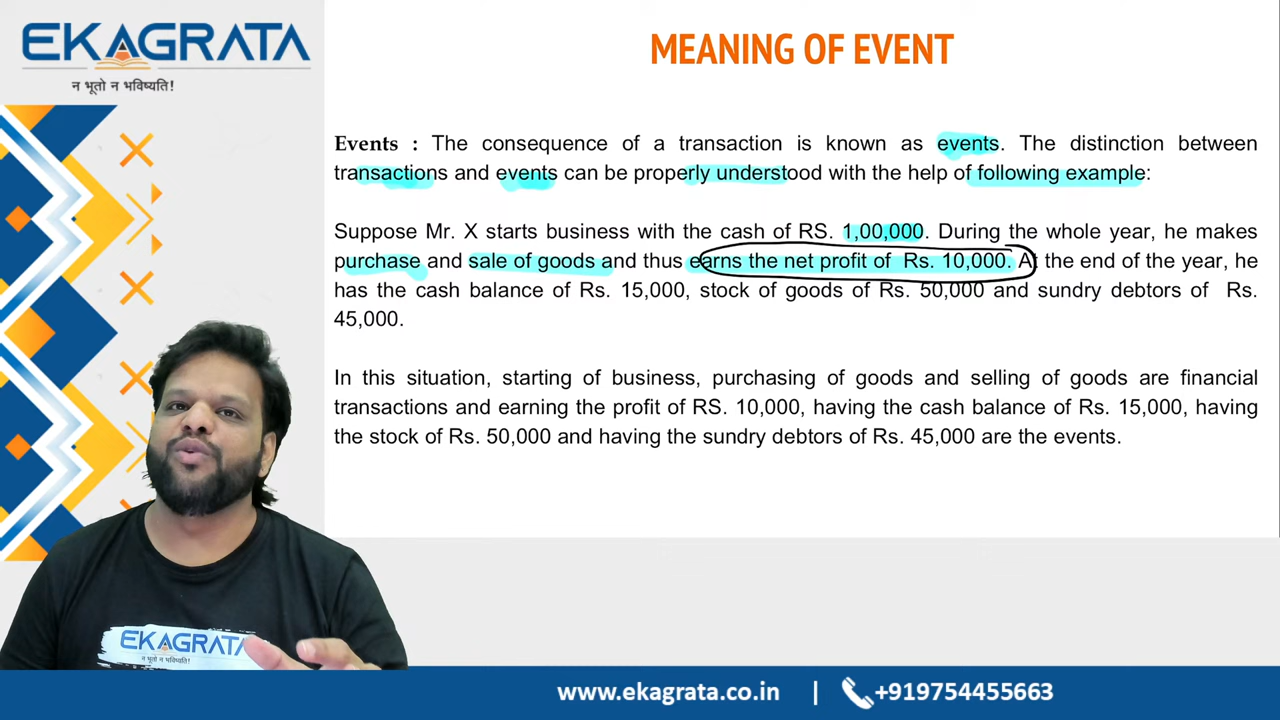 EKAGRATA
न भूतो न भविष्यति!
MEANING OF EVENT
Events : The consequence of a transaction is known as events. The distinction between
transactions and events can be properly understood with the help of following example:
Suppose Mr. X starts business with the cash of RS. 1,00,000. During the whole year, he makes
purchase and sale of goods and thus earns the net profit of Rs. 10,000. At the end of the year, he
has the cash balance of Rs. 15,000, stock of goods of Rs. 50,000 and sundry debtors of Rs.
45,000.
In this situation, starting of business, purchasing of goods and selling of goods are financial
transactions and earning the profit of RS. 10,000, having the cash balance of Rs. 15,000, having
the stock of Rs. 50,000 and having the sundry debtors of Rs. 45,000 are the events.
EKAGRATA
न भूतो न भविष्यति!
www.ekagrata.co.in | +919754455663